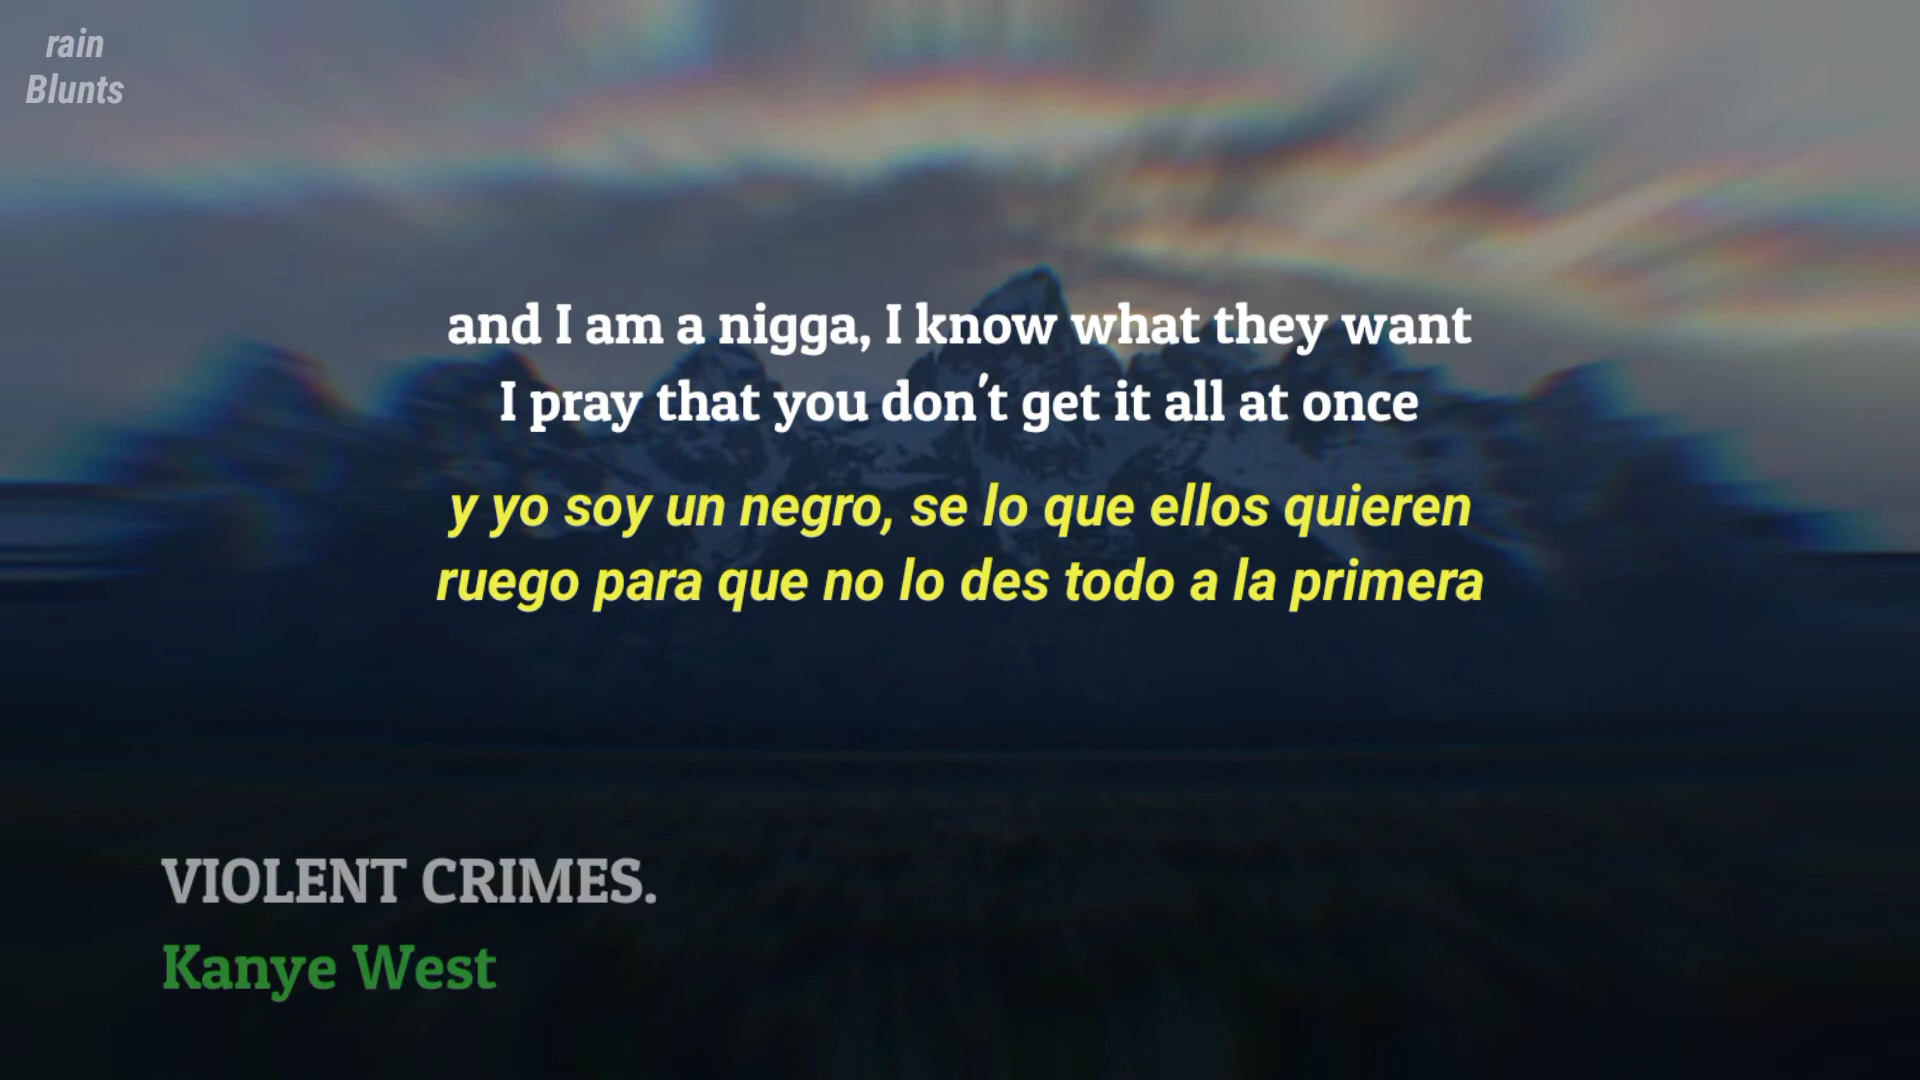 rain
Blunts
and I am a nigga, I know what they want
I pray that you don't get it all at once
y yo soy un negro, se lo que ellos quieren
ruego para que no lo des todo a la primera
VIOLENT CRIMES.
Kanye West